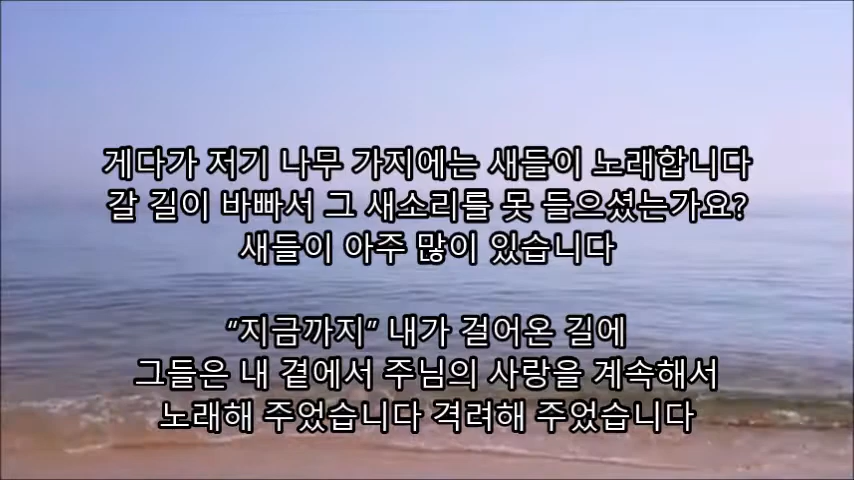 게다가 저기 나무 가지에는 새들이 노래합니다
갈 길이 바빠서 그 새소리를 못 들으셨는가요?
새들이 아주 많이 있습니다
“지금까지” 내가 걸어온 길에
그들은 내 곁에서 주님의 사랑을 계속해서
노래해 주었습니다 격려해 주었습니다